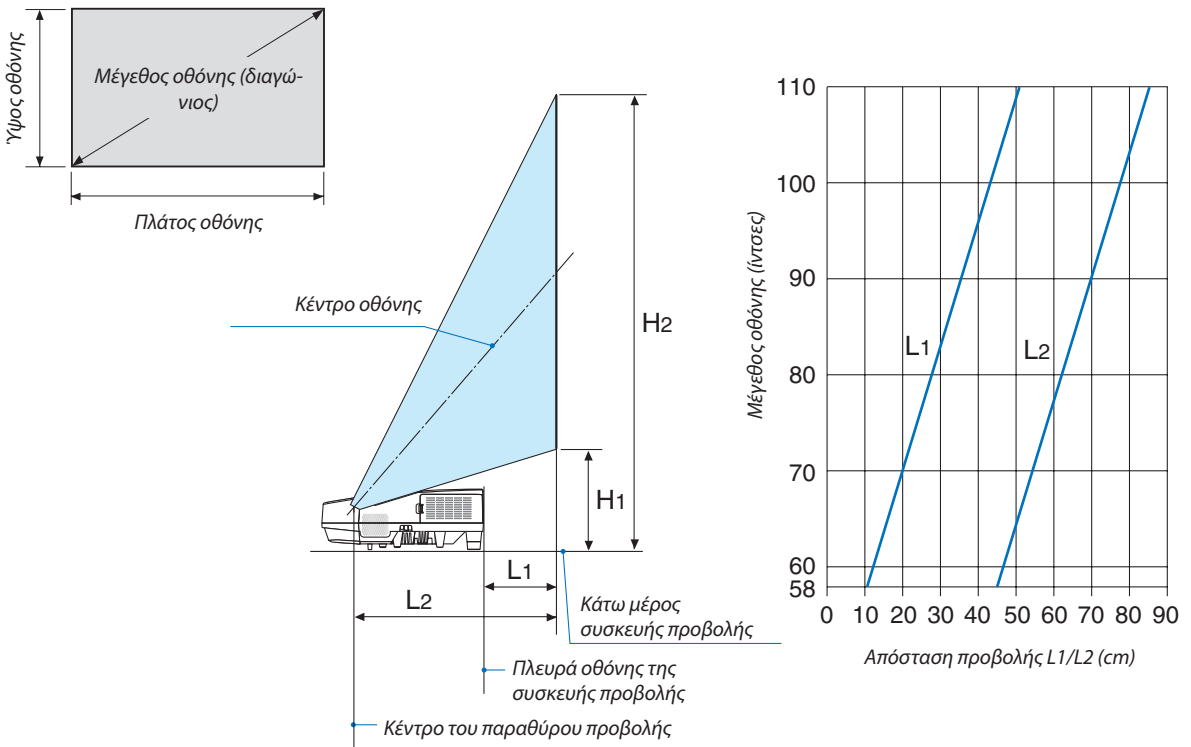 Ύψος οθόνης
Μέγεθος οθόνης (διαγώ-
νιος)
Πλάτος οθόνης
Κέντρο οθόνης
H2
H1
L1
L2
Κάτω μέρος
συσκευής προβολής
Πλευρά οθόνης της
συσκευής προβολής
Κέντρο του παραθύρου προβολής
Μέγεθος οθόνης (ίντσες)
110
100
90
80
70
60
58
L1
L2
0 10 20 30 40 50 60 70 80 90
Απόσταση προβολής L1/L2 (cm)